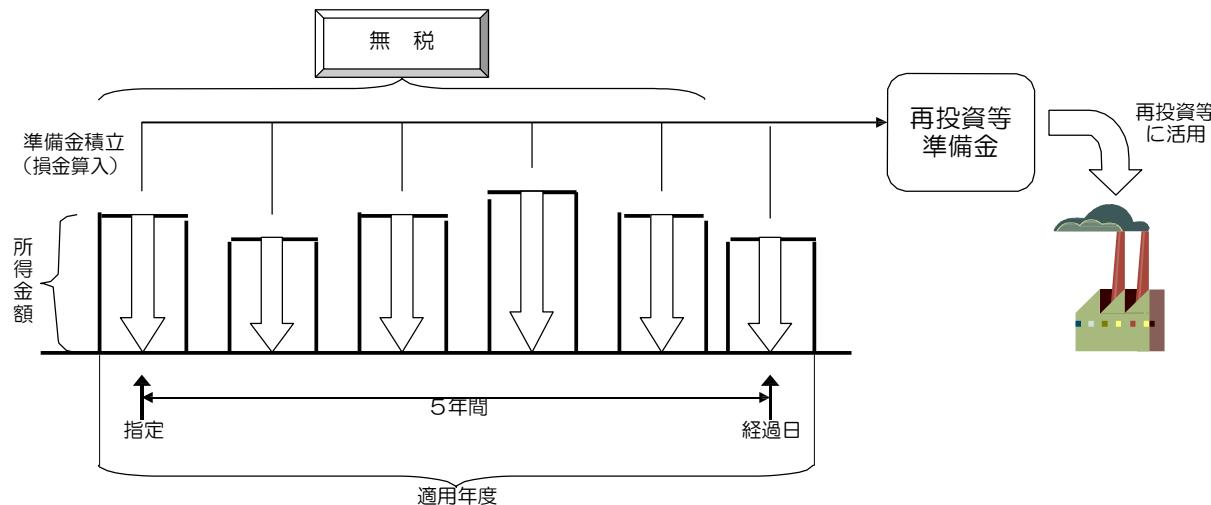 無 税
準備金積立
（損金算入）
再投資等
準備金
再投資等
に活用
所得金額
５年間
指定
経過日
適用年度